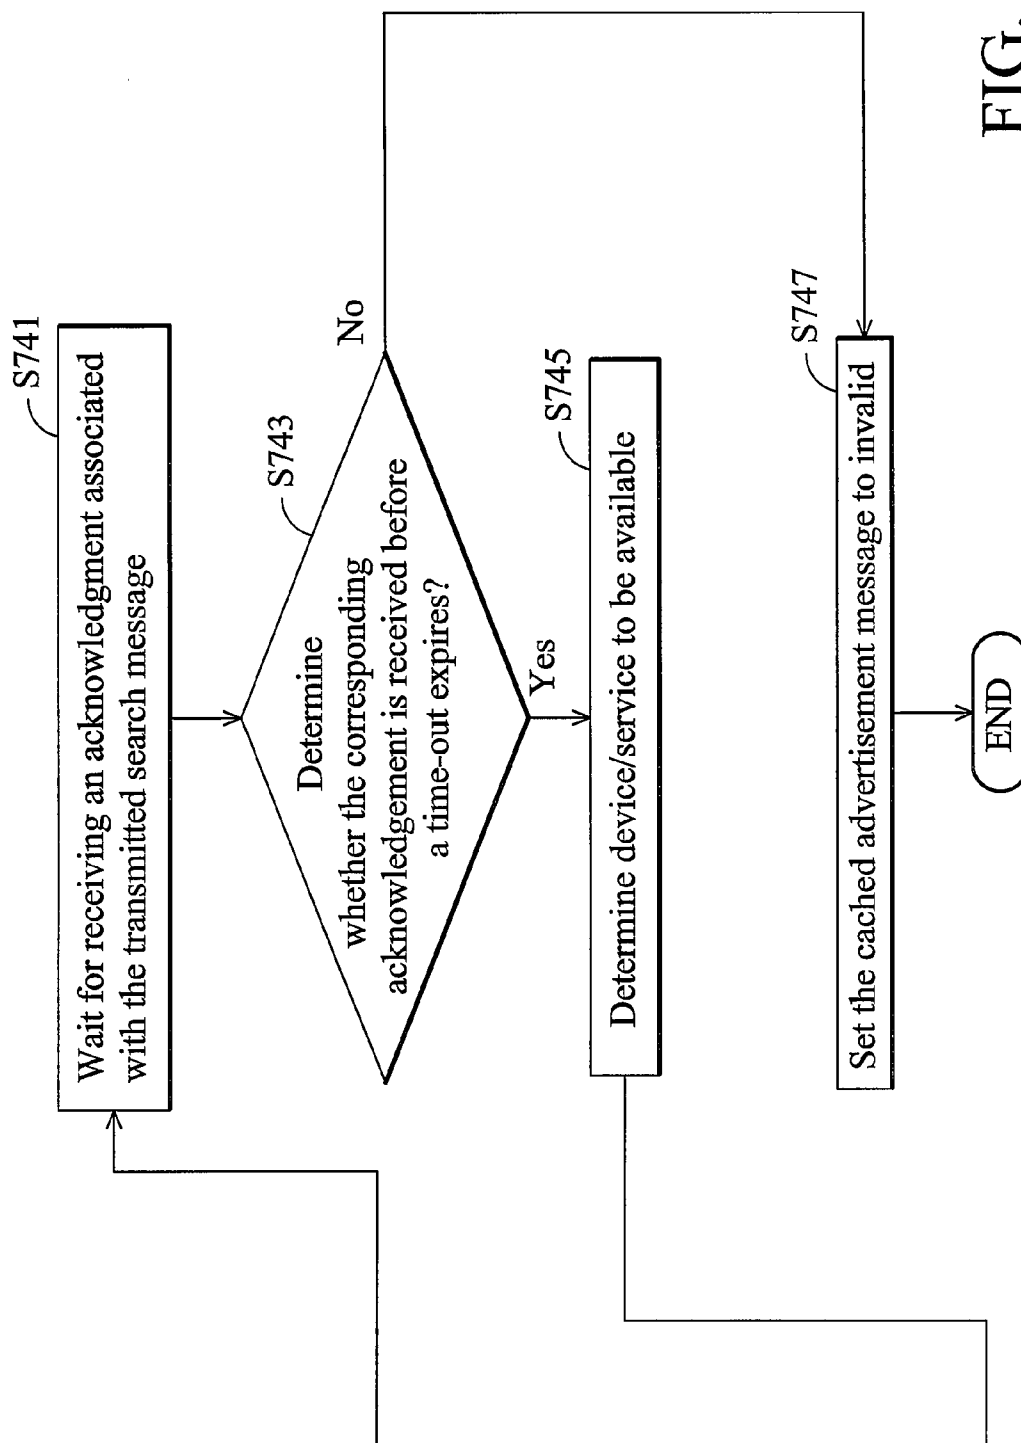 S741
Wait for receiving an acknowledgment associated
with the transmitted search message
S743
Determine
whether the corresponding
acknowledgement is received before
a time-out expires?
No
Yes
S745
Determine device/service to be available
S747
Set the cached advertisement message to invalid
END
FIG.